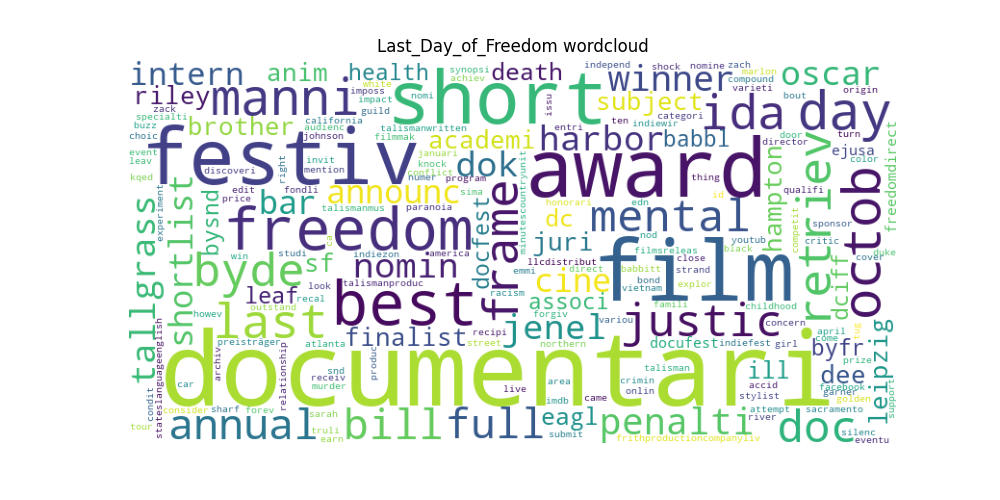 Last_Day_of_Freedom wordcloud
intern anim health synopsi achiev death independ shock nomine zach marlon oscar
riley white manni imposs impact nomi short issu winner compound varieti bout origin
zack specialti guild subject ida day
buzz choic brother california audienc johnson talismanwritten filmmak academi harbor entri indiewir categori babbl door director turn ejusa
event leav festiv invit mention januari knock conflict dok award thing hampton color
kqed discoveri right numer program sima qualifi retriev freedomdirect
tallgrass shortlist edit price fondli announc honorari edn id octob
experiment bysnd bar talismanmus paranoia frame dc mental competit sponsor
freedom ca docfest minutescountryunit juri nod youtub black critic dciff duke
win studi indiezon america film filmsreleas close cover
byde sf nomin emmi llcdistribut direct babbitt strand
look talismanproduc cine bond vietnam explor
leaf recal best racism associ famili childhood
howev outstand last forgiv variou justic concern april tug
preisträger atlanta finalist recipi jenel northern docufest indiefest girl come byfr leipzig
archiv relationship street talisman prize
documentari snd produc live area crimin ill accid dee facebook
condit car receiv murder imdb onlin stylist garner support
stateslanguageenglish consider sharf forev sarah came attempt sacramento golden
tour annual truli bill full eagl penalti river doc silenc
earn submit frithproductioncompanyliv eventu